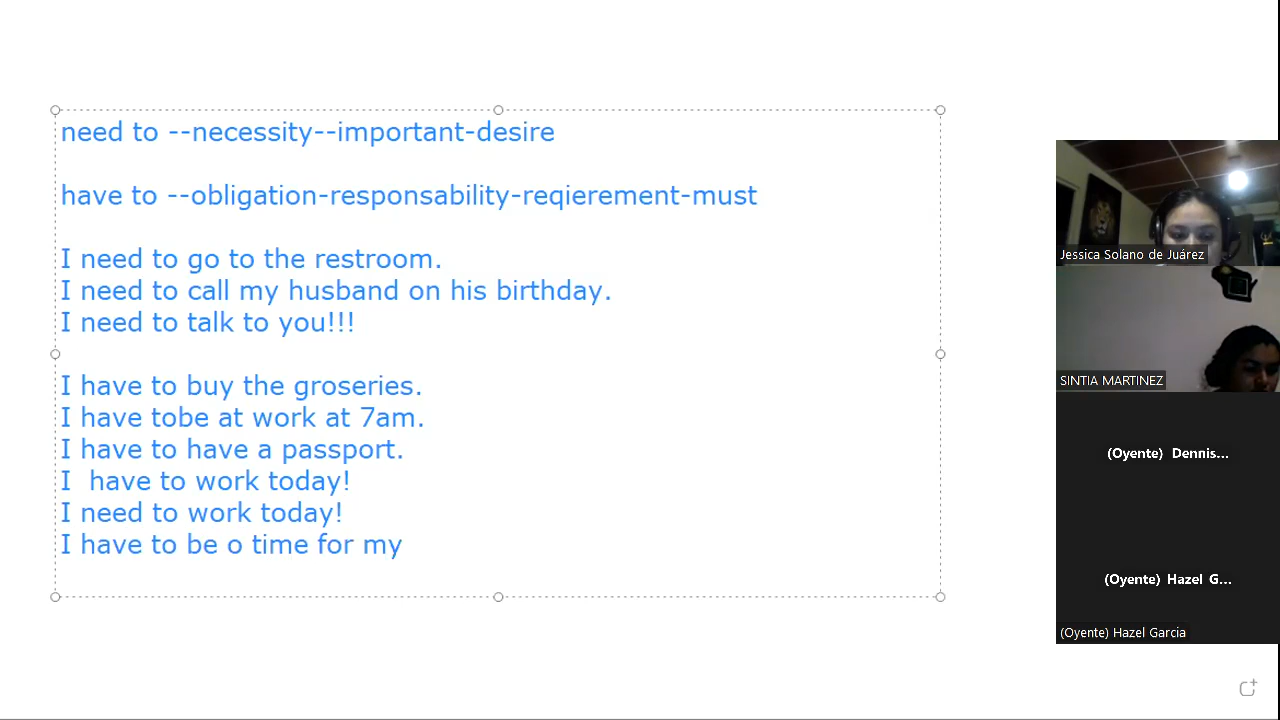 need to --necessity--important-desire
have to --obligation-responsability-reqierement-must
I need to go to the restroom.
I need to call my husband on his birthday.
I need to talk to you!!!
I have to buy the groseries.
I have tobe at work at 7am.
I have to have a passport.
I  have to work today!
I need to work today!
I have to be o time for my
Jessica Solano de Juárez
SINTIA MARTINEZ
(Oyente) Dennis...
(Oyente) Hazel G...
(Oyente) Hazel Garcia